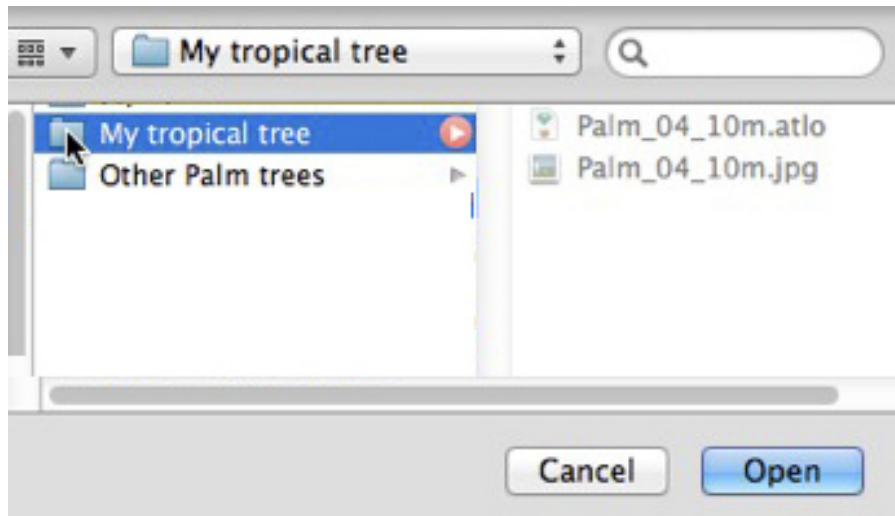 My tropical tree
My tropical tree
Other Palm trees
Palm_04_10m.atlo
Palm_04_10m.jpg
Cancel
Open